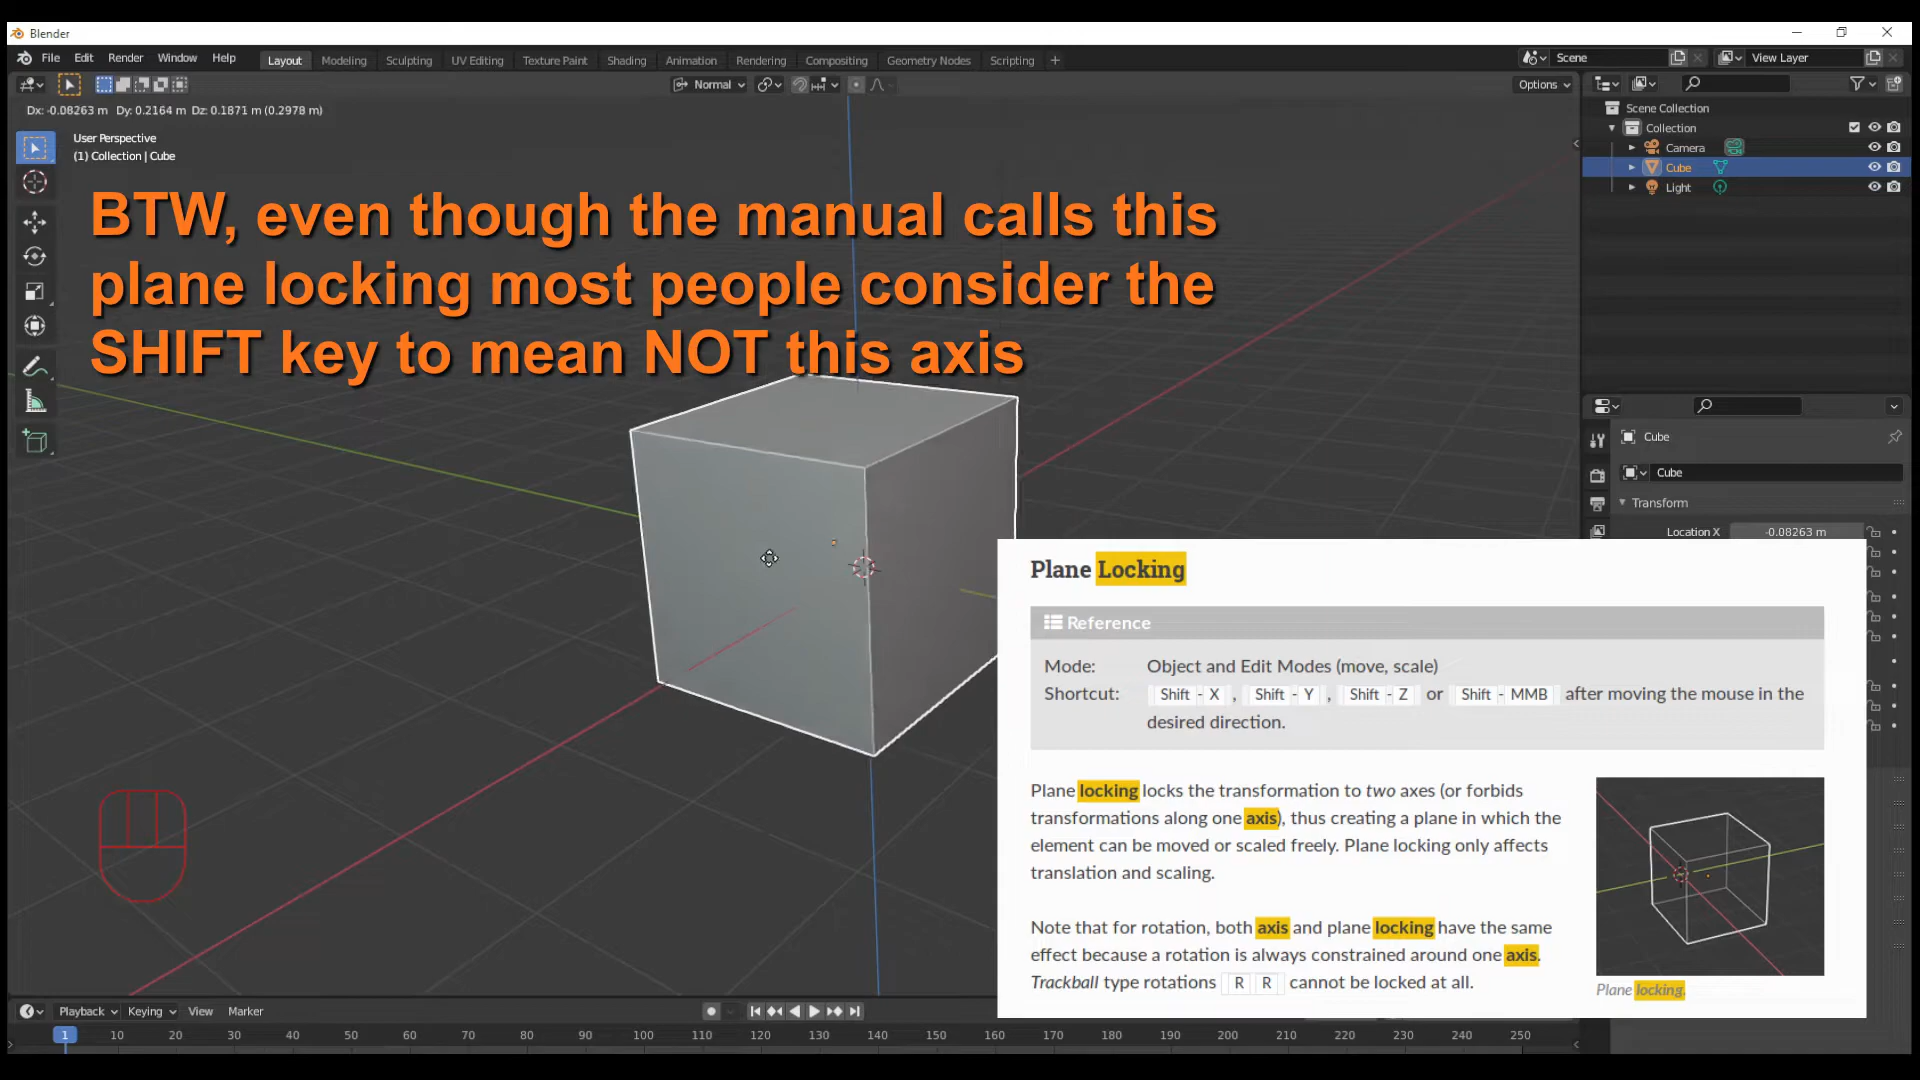 Blender
File Edit Render Window Help Layout Modeling Sculpting UV Editing Texture Paint Shading Animation Rendering Compositing Geometry Nodes Scripting + Scene View Layer
Normal Options
Dx: -0.08263 m Dy: 0.2164 m Dz: 0.1871 m (0.2978 m)
User Perspective
(1) Collection | Cube
Scene Collection
Collection
Camera
Cube
Light
BTW, even though the manual calls this
plane locking most people consider the
SHIFT key to mean NOT this axis
Cube
Cube
Transform
Location X -0.08263 m
Plane Locking
Reference
Mode: Object and Edit Modes (move, scale)
Shortcut: Shift - X , Shift - Y , Shift - Z or Shift - MMB after moving the mouse in the
desired direction.
Plane locking locks the transformation to two axes (or forbids
transformations along one axis), thus creating a plane in which the
element can be moved or scaled freely. Plane locking only affects
translation and scaling.
Note that for rotation, both axis and plane locking have the same
effect because a rotation is always constrained around one axis.
Trackball type rotations R R cannot be locked at all.
Plane locking.
Playback Keying View Marker
1 10 20 30 40 50 60 70 80 90 100 110 120 130 140 150 160 170 180 190 200 210 220 230 240 250